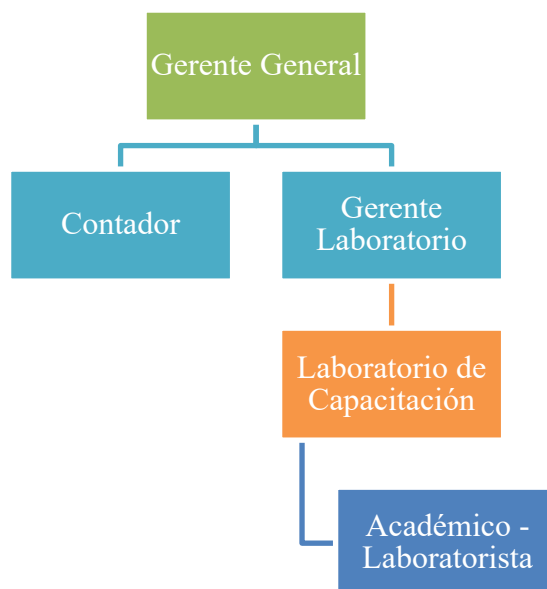 Gerente General
Contador
Gerente
Laboratorio
Laboratorio de
Capacitación
Académico -
Laboratorista